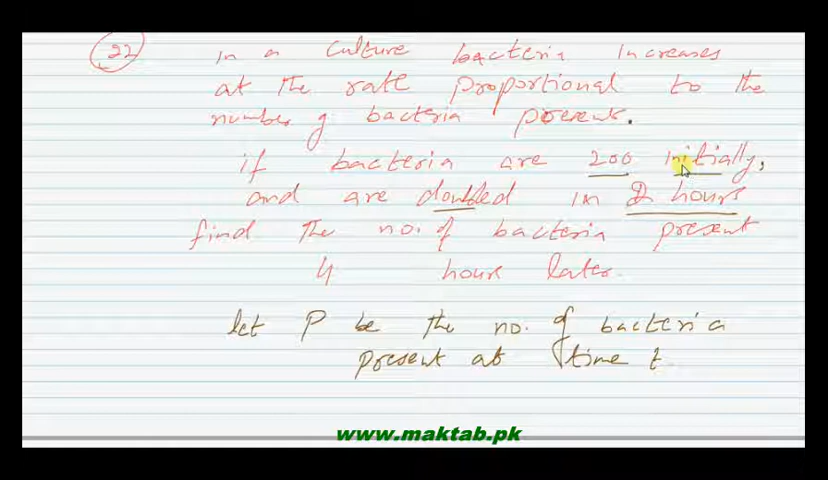 22 in a culture bacteria increases
at the rate proportional to the
number of bacteria present.
if bacteria are 200 initially,
and are doubled in 2 hours
find the no. of bacteria present
4 hour later.
let P be the no. of bacteria
present at time t
www.maktab.pk